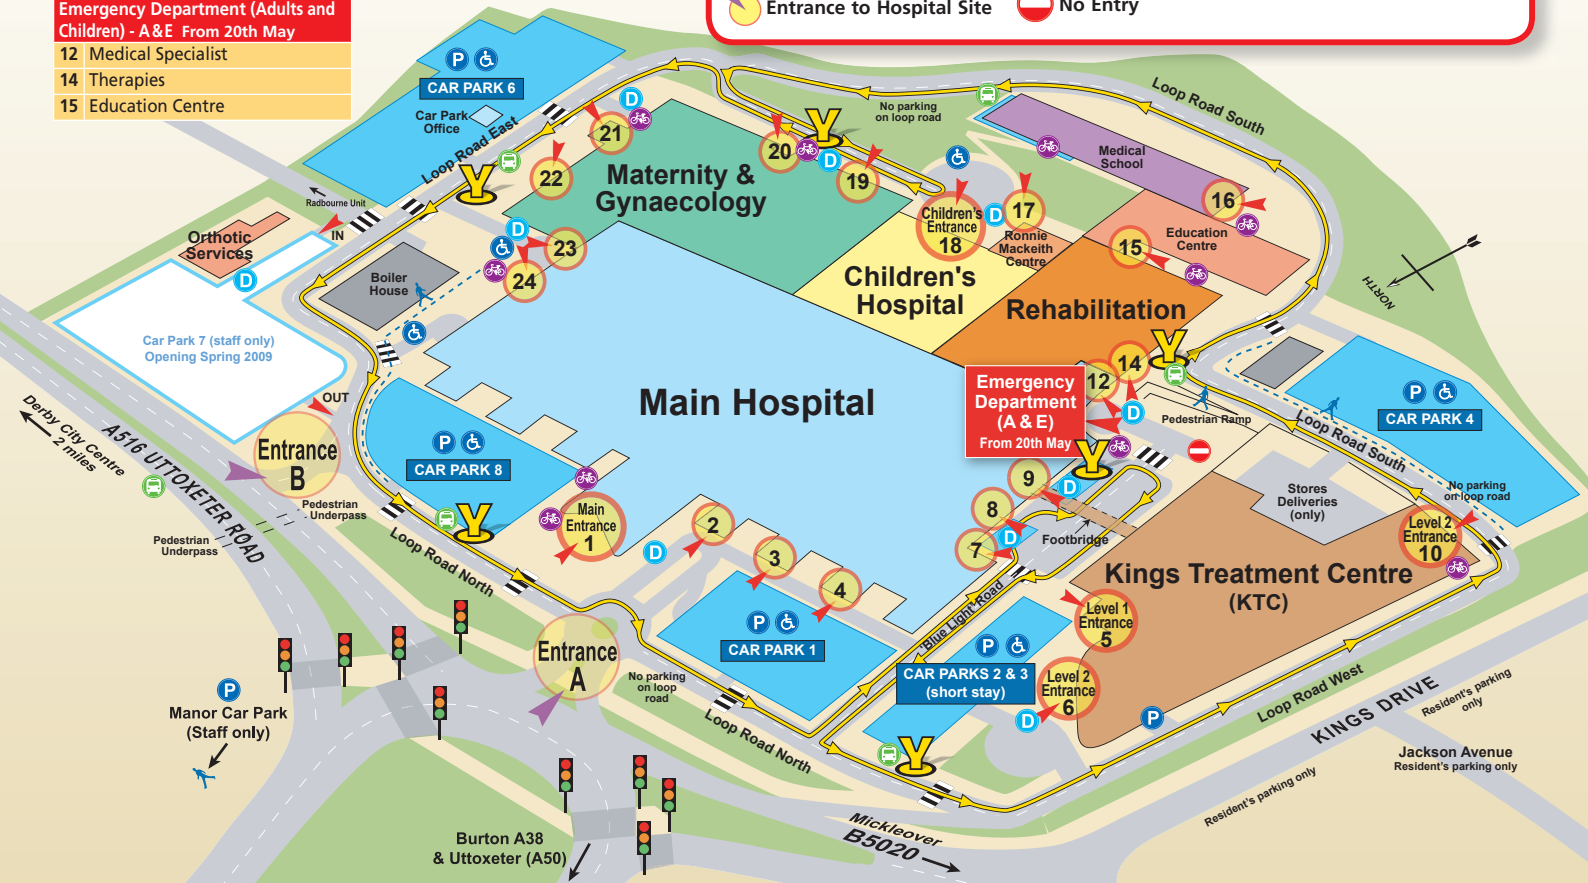 Emergency Department (Adults and
Children) - A&E From 20th May
12 Medical Specialist
14 Therapies
15 Education Centre
Entrance to Hospital Site
No Entry
P
CAR PARK 6
Car Park
Office
Loop Road East
D
21
22
Y
Radbourne Unit
IN
Orthotic
Services
D
Boiler
House
D
23
24
Car Park 7 (staff only)
Opening Spring 2009
OUT
Entrance
B
Derby City Centre
2 miles
A516 UTTOXETER ROAD
Pedestrian
Underpass
Pedestrian
Underpass
Maternity &
Gynaecology
20
Y
D
19
No parking
on loop road
Loop Road South
Medical
School
16
Children's
Entrance
18
D
17
Ronnie
Mackeith
Centre
Education
Centre
15
Children's
Hospital
Rehabilitation
NORTH
Main Hospital
Emergency
Department
(A & E)
From 20th May
12
14
Y
D
Pedestrian Ramp
P
CAR PARK 4
Loop Road South
No parking
on loop road
P
CAR PARK 8
Y
Loop Road North
Main
Entrance
1
D
2
3
4
9
8
7
Y
D
D
Footbridge
Stores
Deliveries
(only)
Level 2
Entrance
10
Kings Treatment Centre
(KTC)
Level 1
Entrance
5
'Blue Light' Road
P
CAR PARK 1
P
CAR PARKS 2 & 3
(short stay)
Level 2
Entrance
6
D
P
Y
Entrance
A
No parking
on loop
road
Loop Road North
Loop Road West
KINGS DRIVE
Resident's parking
only
Jackson Avenue
Resident's parking only
Resident's parking only
P
Manor Car Park
(Staff only)
Burton A38
& Uttoxeter (A50)
Mickleover
B5020